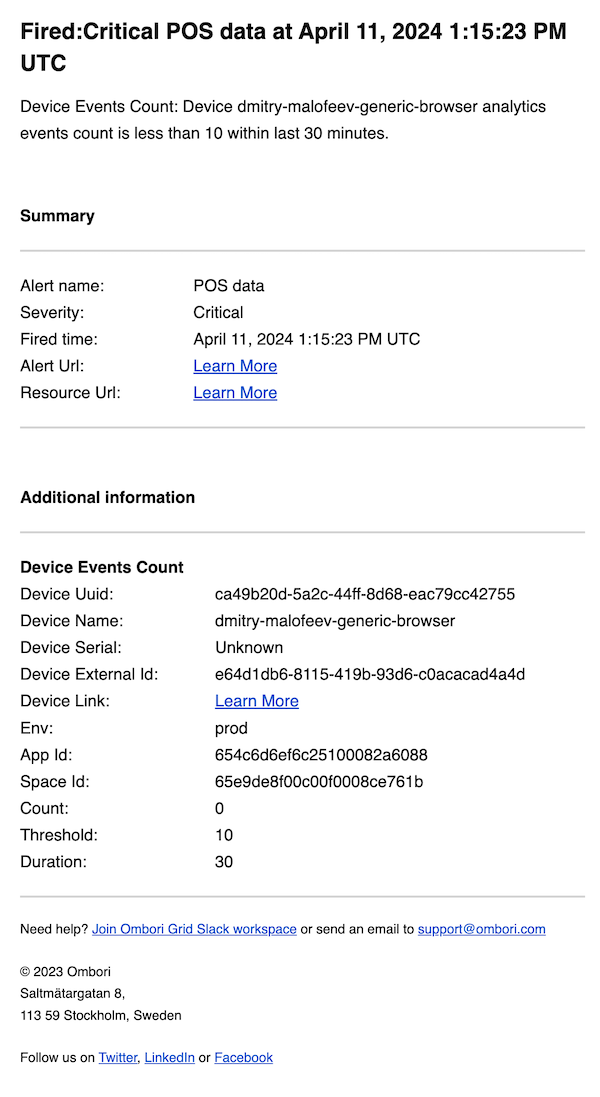 Fired:Critical POS data at April 11, 2024 1:15:23 PM
UTC
Device Events Count: Device dmitry-malofeev-generic-browser analytics
events count is less than 10 within last 30 minutes.
Summary
Alert name: POS data
Severity: Critical
Fired time: April 11, 2024 1:15:23 PM UTC
Alert Url: Learn More
Resource Url: Learn More
Additional information
Device Events Count
Device Uuid: ca49b20d-5a2c-44ff-8d68-eac79cc42755
Device Name: dmitry-malofeev-generic-browser
Device Serial: Unknown
Device External Id: e64d1db6-8115-419b-93d6-c0acacad4a4d
Device Link: Learn More
Env: prod
App Id: 654c6d6ef6c25100082a6088
Space Id: 65e9de8f00c00f0008ce761b
Count: 0
Threshold: 10
Duration: 30
Need help? Join Ombori Grid Slack workspace or send an email to support@ombori.com
© 2023 Ombori
Saltmätargatan 8,
113 59 Stockholm, Sweden
Follow us on Twitter, LinkedIn or Facebook